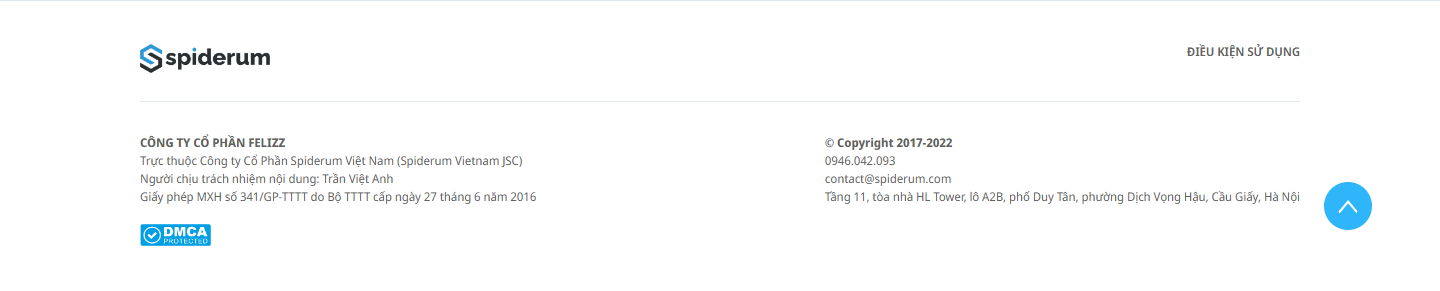 spiderum
ĐIỀU KIỆN SỬ DỤNG
CÔNG TY CỔ PHẦN FELIZZ
Trực thuộc Công ty Cổ Phần Spiderum Việt Nam (Spiderum Vietnam JSC)
Người chịu trách nhiệm nội dung: Trần Việt Anh
Giấy phép MXH số 341/GP-TTTT do Bộ TTTT cấp ngày 27 tháng 6 năm 2016
© Copyright 2017-2022
0946.042.093
contact@spiderum.com
Tầng 11, tòa nhà HL Tower, lô A2B, phố Duy Tân, phường Dịch Vọng Hậu, Cầu Giấy, Hà Nội
DMCA
PROTECTED